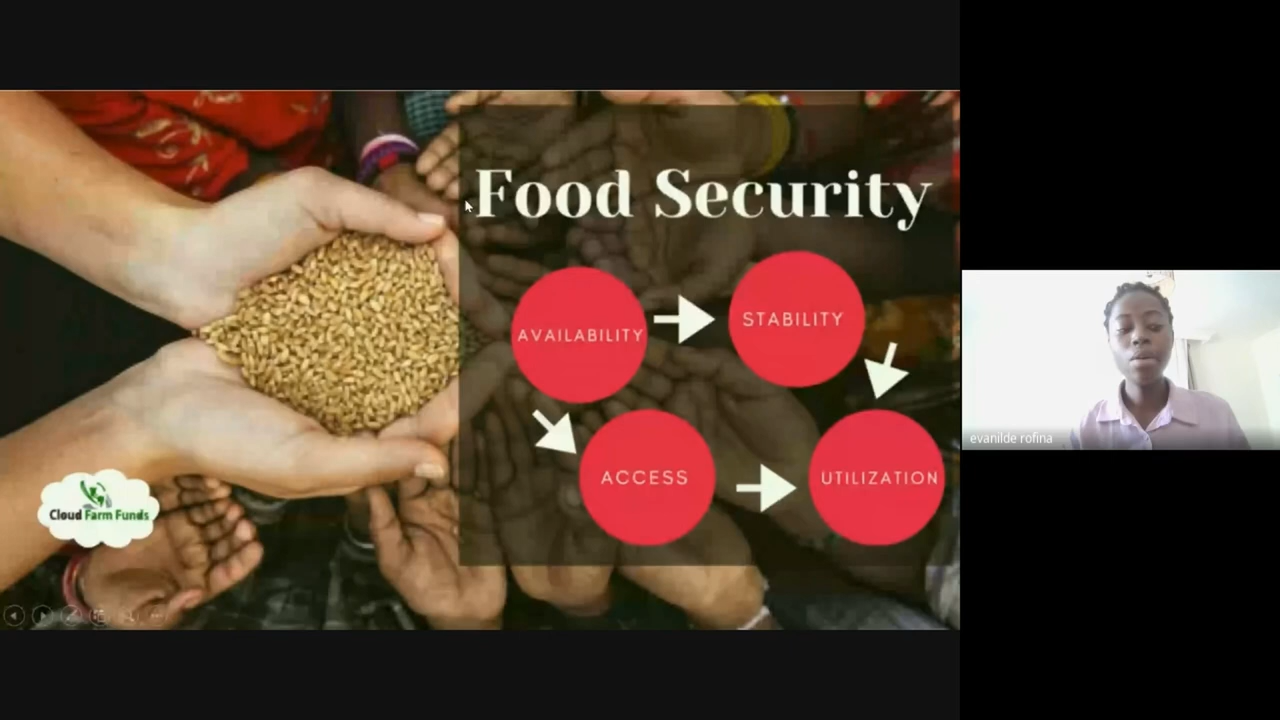 Food Security
AVAILABILITY
STABILITY
ACCESS
UTILIZATION
Cloud Farm Funds
evanilde rofina